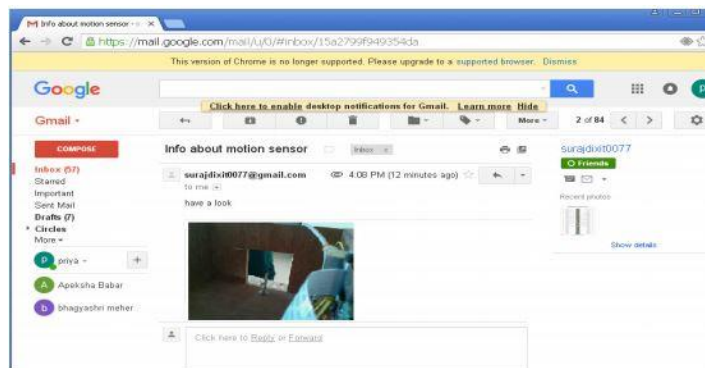 Info about motion sensor - 
https://mail.google.com/mail/u/0/#inbox/15a2799f949354da
This version of Chrome is no longer supported. Please upgrade to a supported browser. Dismiss
Google
Click here to enable desktop notifications for Gmail. Learn more Hide
Gmail
More
2 of 84
COMPOSE
Inbox (57)
Starred
Important
Sent Mail
Drafts (7)
Circles
More
P priya
A Apeksha Babar
b bhagyashri meher
Info about motion sensor
Inbox x
surajdixit0077@gmail.com
4:09 PM (12 minutes ago)
to me
have a look
Click here to Reply or Forward
surajdixit0077
Friends
Recent photos
Show details
P